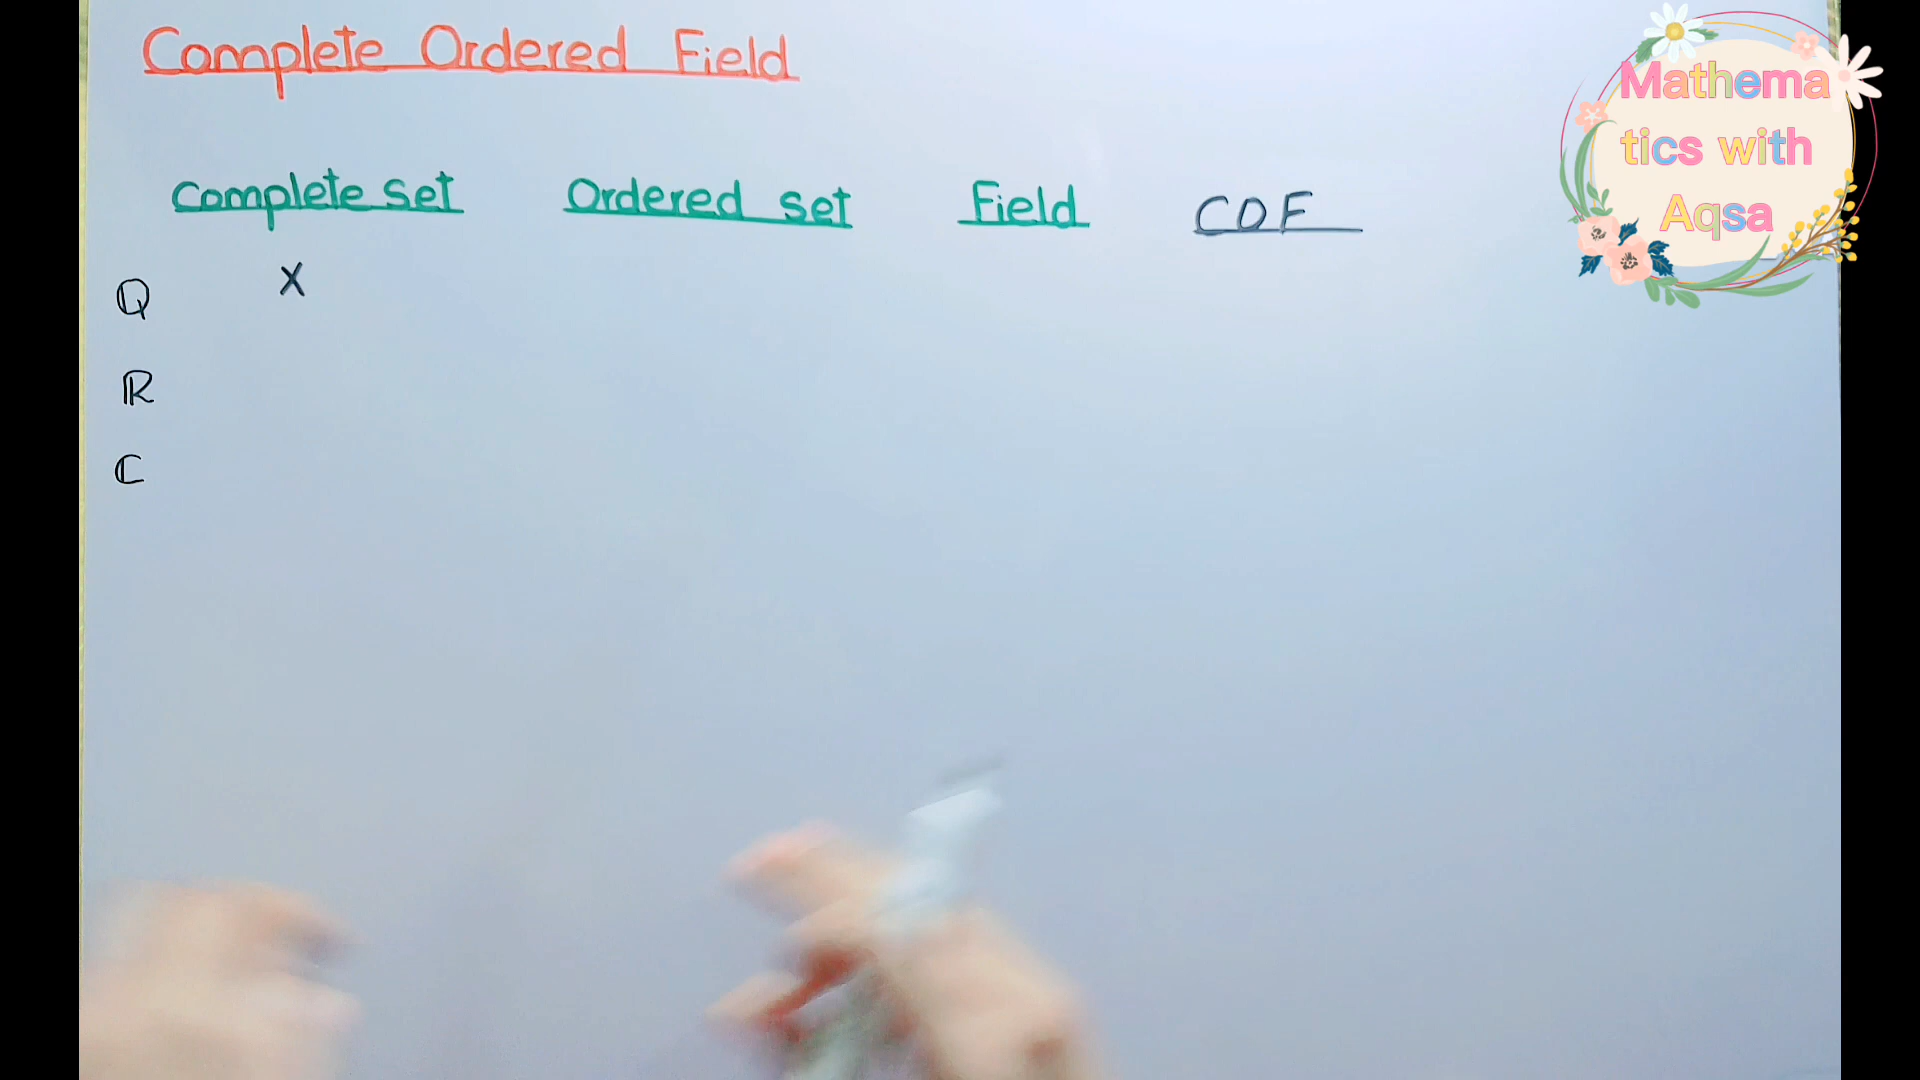 Complete Ordered Field
Complete set Ordered set Field COF
ℚ X
ℝ
ℂ
Mathema
tics with
Aqsa